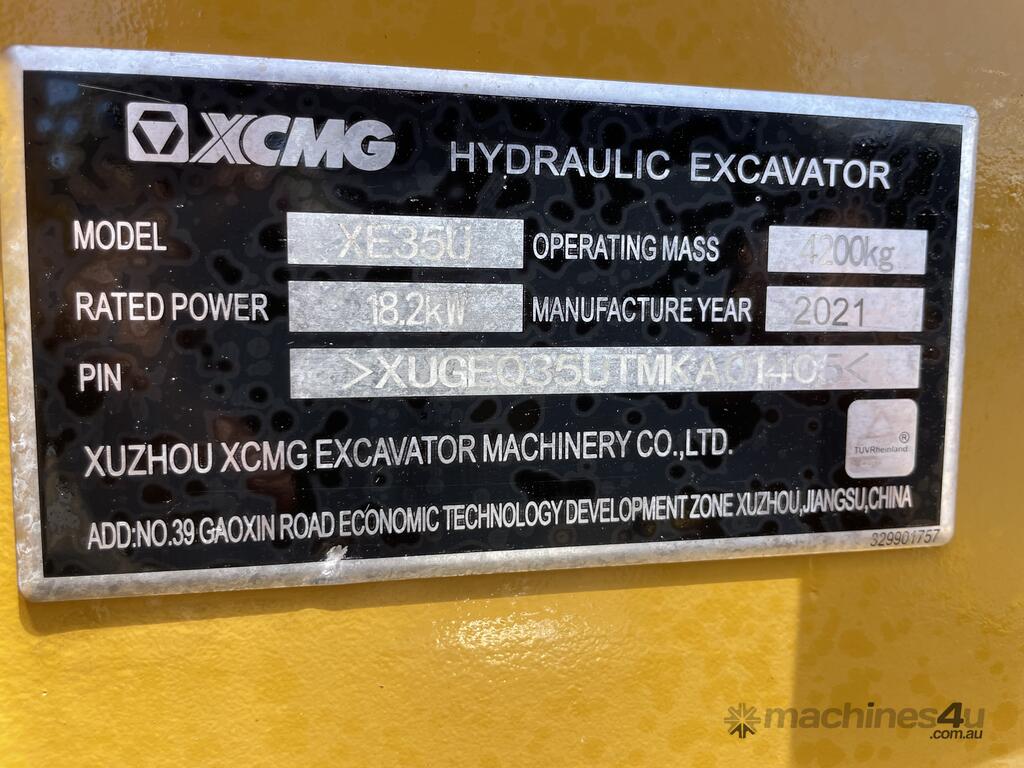 XCMG HYDRAULIC EXCAVATOR
MODEL XE35U OPERATING MASS 4200kg
RATED POWER 18.2kW MANUFACTURE YEAR 2021
PIN >XUGE035UTMKA01405<
XUZHOU XCMG EXCAVATOR MACHINERY CO.,LTD.
TUVRheinland ®
ADD:NO.39 GAOXIN ROAD ECONOMIC TECHNOLOGY DEVELOPMENT ZONE XUZHOU,JIANGSU,CHINA
329901757
machines4u
.com.au